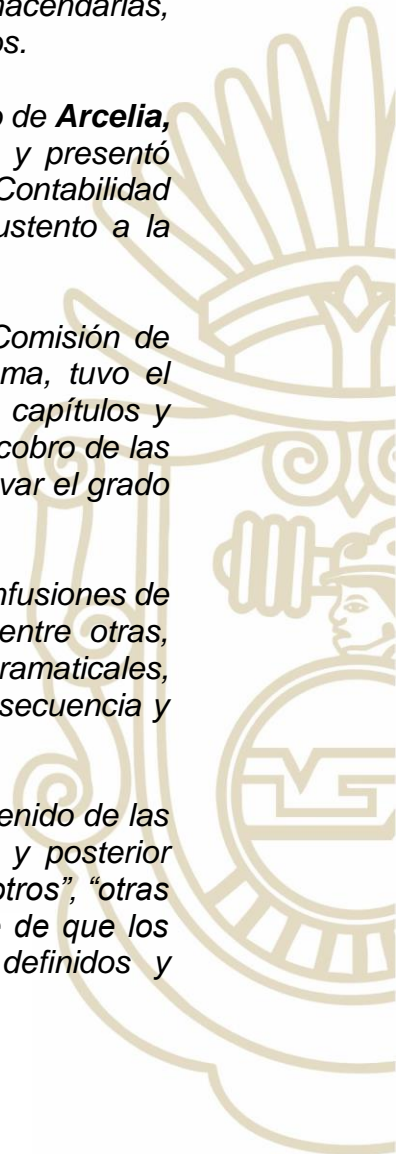 nacendarias,
os.
o de Arcelia,
y presentó
Contabilidad
ustento a la
Comisión de
ma, tuvo el
capítulos y
cobro de las
var el grado
nfusiones de
entre otras,
ramaticales,
secuencia y
enido de las
y posterior
otros”, “otras
de que los
definidos y